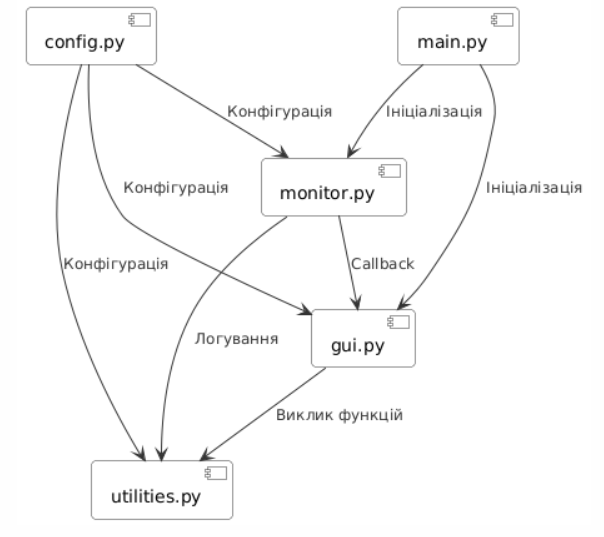 config.py
main.py
Конфігурація
Ініціалізація
monitor.py
Конфігурація
Ініціалізація
Конфігурація
Callback
Логування
gui.py
Виклик функцій
utilities.py